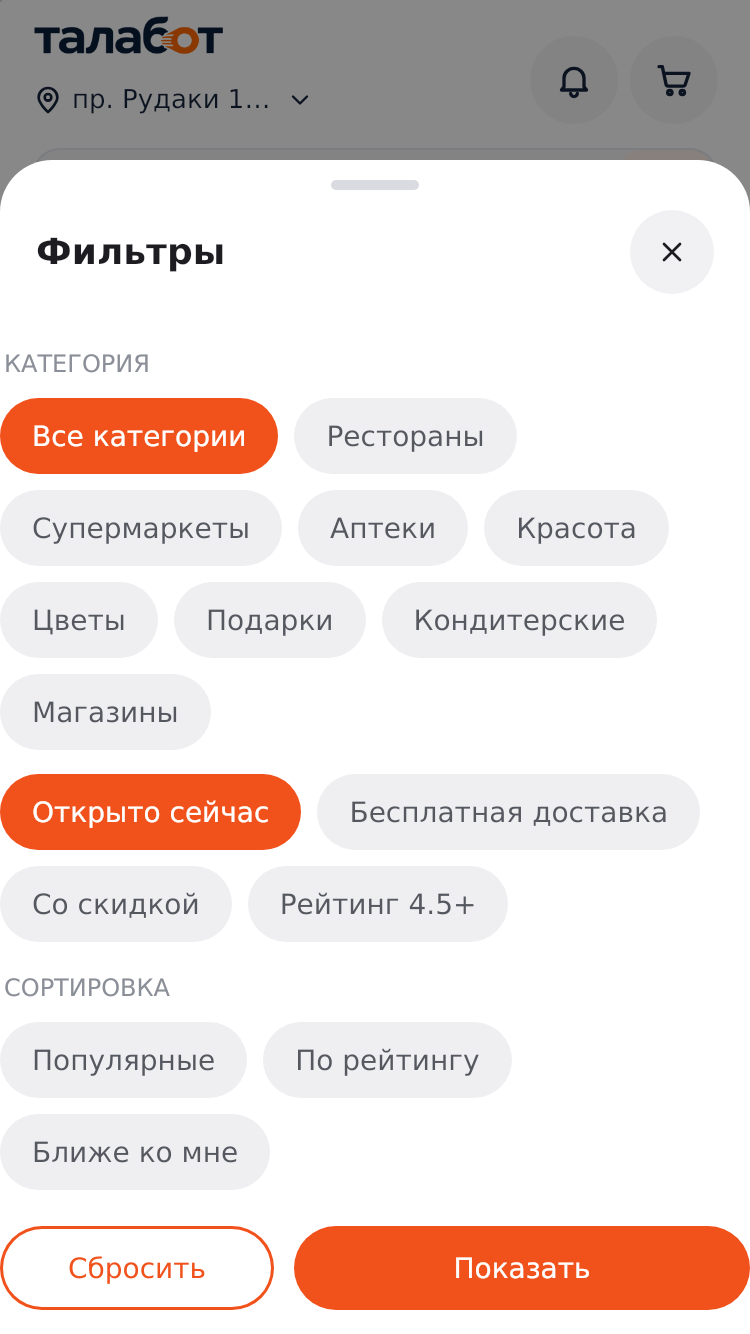 талабот
пр. Рудаки 1...
Фильтры
КАТЕГОРИЯ
Все категории Рестораны
Супермаркеты Аптеки Красота
Цветы Подарки Кондитерские
Магазины
Открыто сейчас Бесплатная доставка
Со скидкой Рейтинг 4.5+
СОРТИРОВКА
Популярные По рейтингу
Ближе ко мне
Сбросить Показать